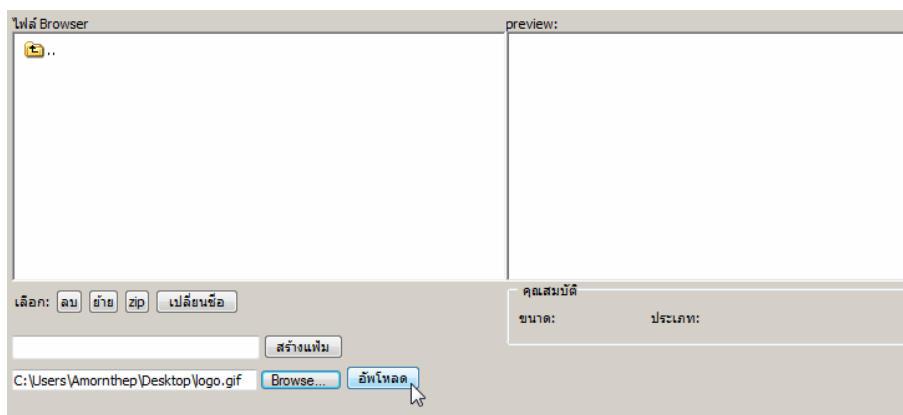 ไฟล์ Browser
preview:
..
เลือก: ลบ ย้าย zip เปลี่ยนชื่อ
คุณสมบัติ
ขนาด: ประเภท:
สร้างแฟ้ม
C:\Users\Amornthep\Desktop\logo.gif Browse... อัพโหลด